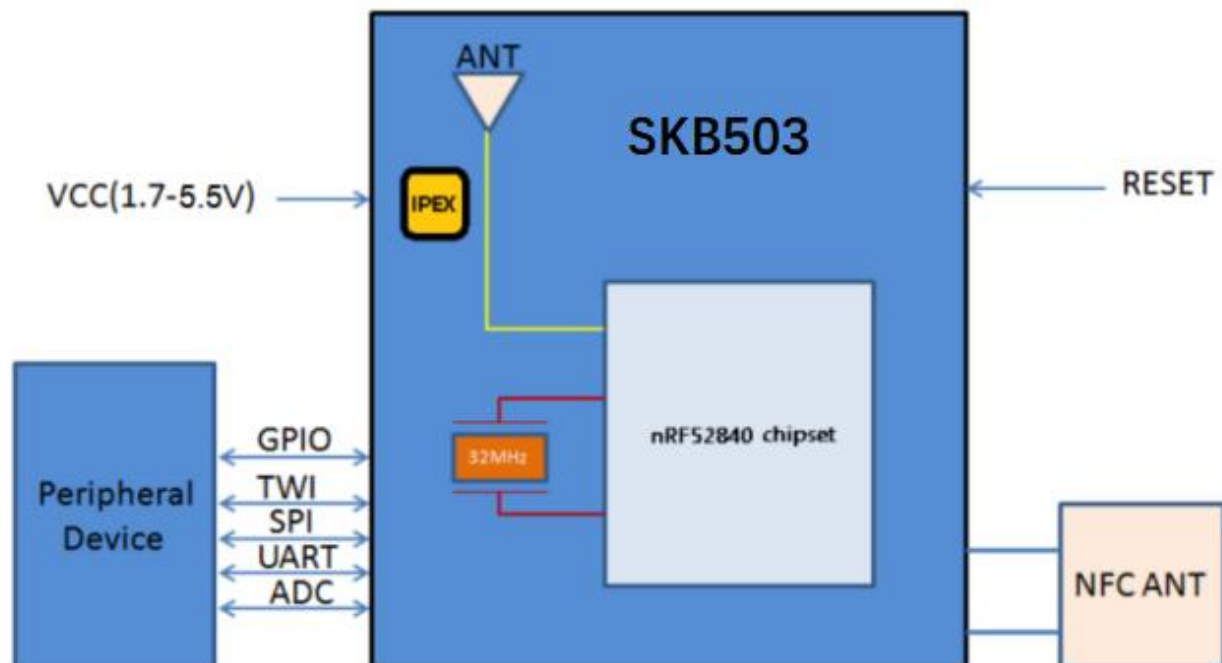 ANT
SKB503
VCC(1.7-5.5V)
IPEX
RESET
nRF52840 chipset
32MHz
Peripheral
Device
GPIO
TWI
SPI
UART
ADC
NFC ANT